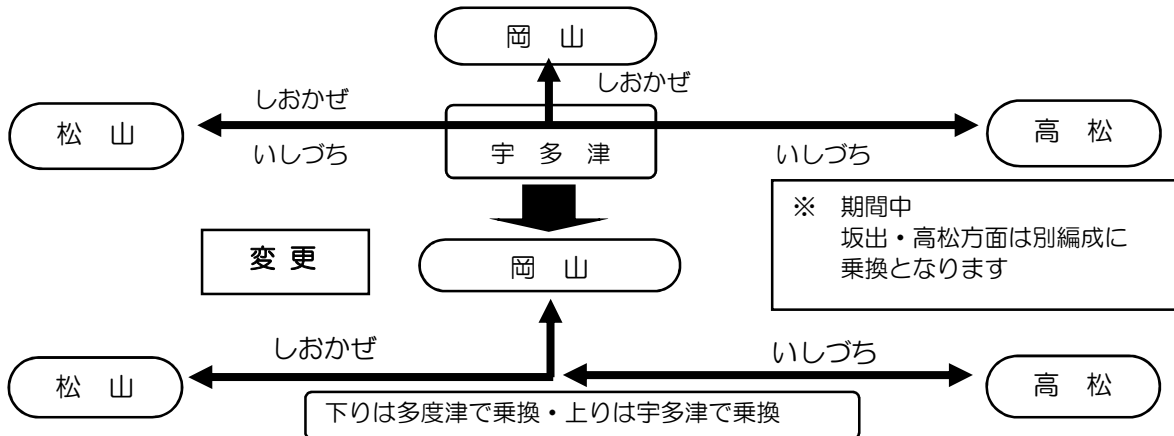 岡　山
しおかぜ
しおかぜ
松　山
高　松
いしづち
宇　多　津
いしづち
※　期間中
坂出・高松方面は別編成に
乗換となります
変 更
岡　山
しおかぜ
いしづち
松　山
高　松
下りは多度津で乗換・上りは宇多津で乗換